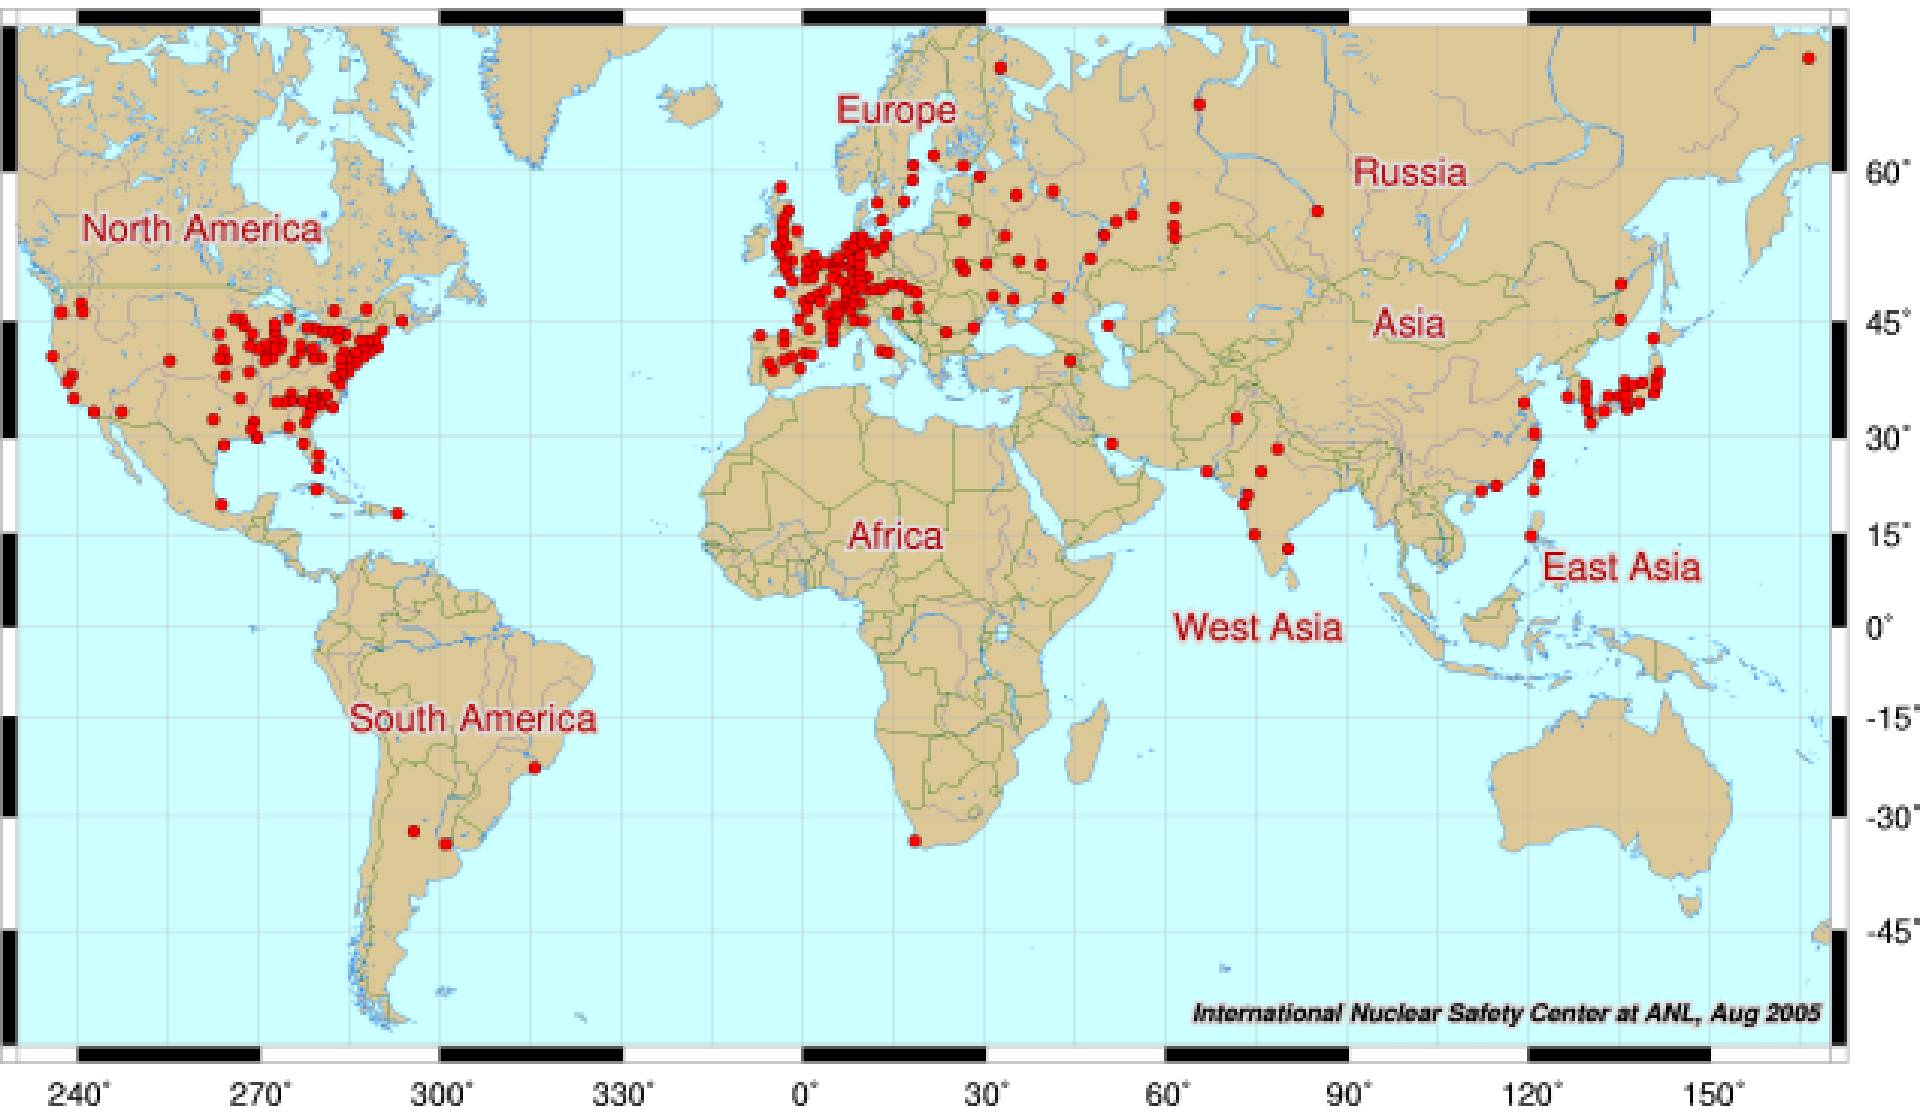 Europe
Russia
60°
North America
Asia
45°
30°
Africa
15°
East Asia
West Asia
0°
South America
-15°
-30°
-45°
International Nuclear Safety Center at ANL, Aug 2005
240° 270° 300° 330° 0° 30° 60° 90° 120° 150°